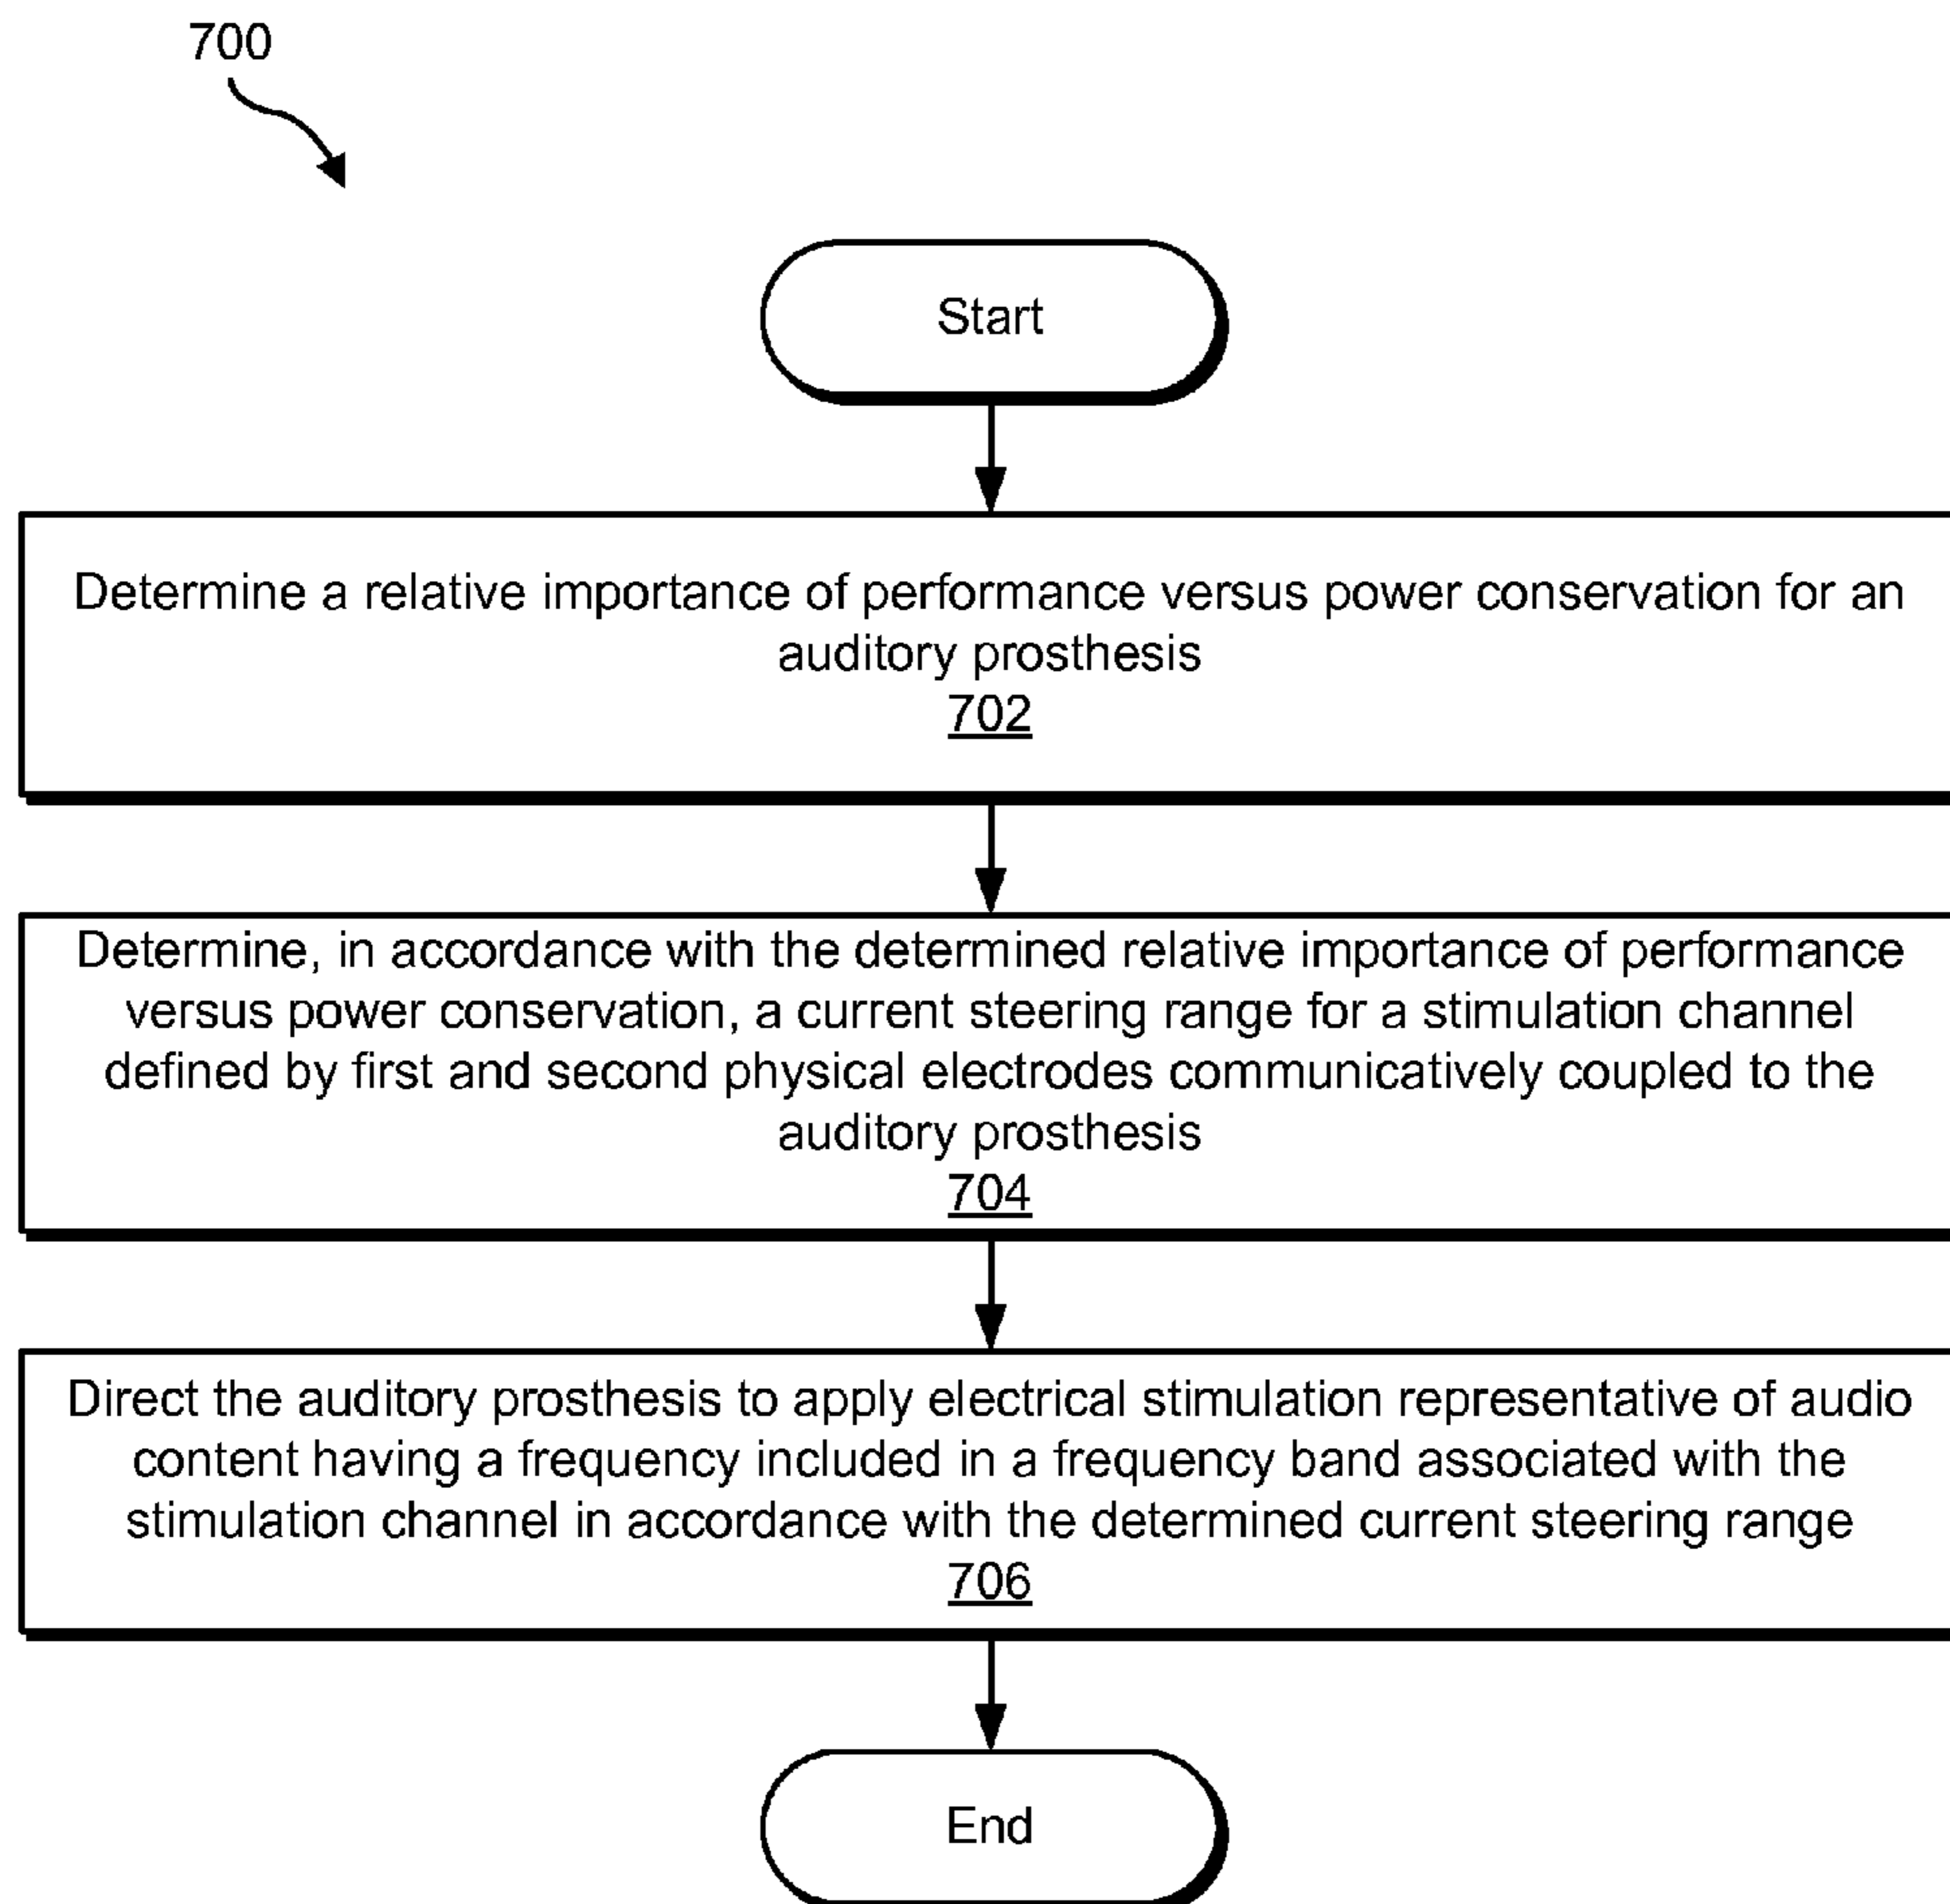 700
Start
Determine a relative importance of performance versus power conservation for an
auditory prosthesis
702
Determine, in accordance with the determined relative importance of performance
versus power conservation, a current steering range for a stimulation channel
defined by first and second physical electrodes communicatively coupled to the
auditory prosthesis
704
Direct the auditory prosthesis to apply electrical stimulation representative of audio
content having a frequency included in a frequency band associated with the
stimulation channel in accordance with the determined current steering range
706
End